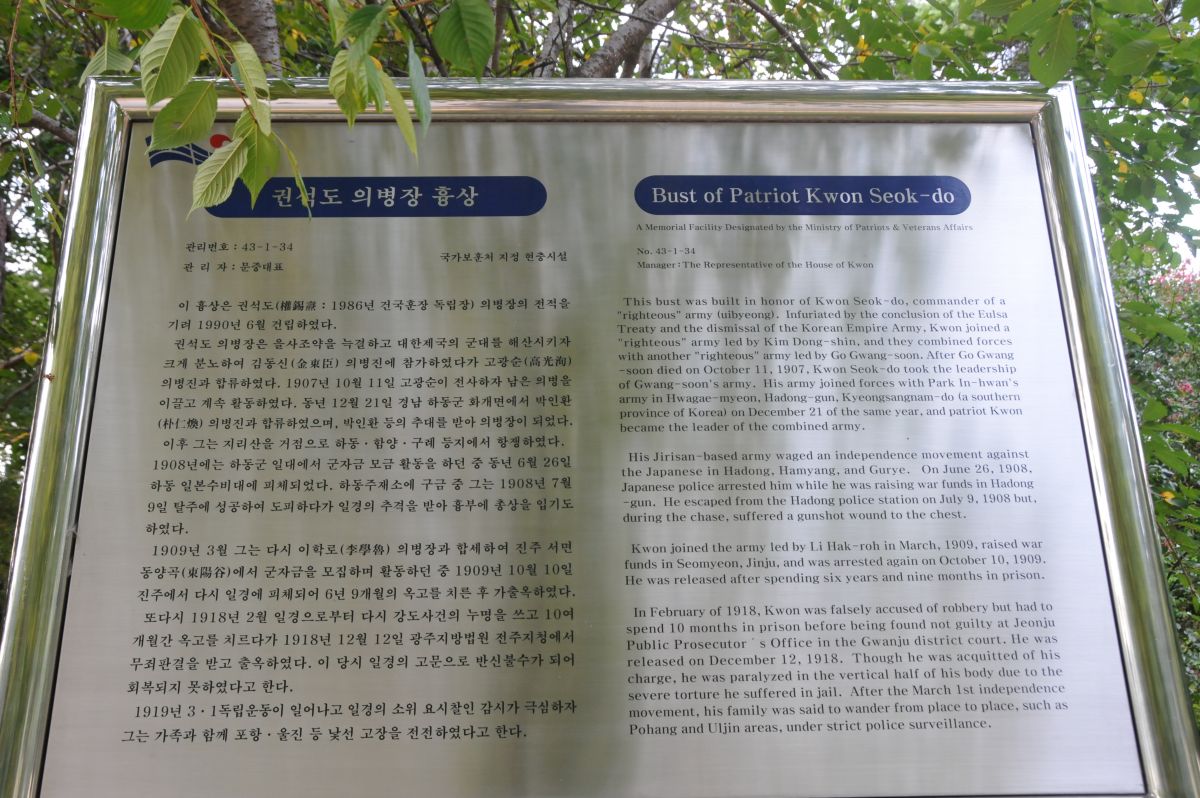 권석도 의병장 흉상
관리번호 : 43-1-34
국가보훈처 지정 현충시설
관 리 자 : 문중대표
이 흉상은 권석도(權錫燾 : 1986년 건국훈장 독립장) 의병장의 전적을
기려 1990년 6월 건립하였다.
권석도 의병장은 을사조약을 늑결하고 대한제국의 군대를 해산시키자
크게 분노하여 김동신(金東臣) 의병진에 참가하였다가 고광순(高光洵)
의병진과 합류하였다. 1907년 10월 11일 고광순이 전사하자 남은 의병을
이끌고 계속 활동하였다. 동년 12월 21일 경남 하동군 화개면에서 박인환
(朴仁煥) 의병진과 합류하였으며, 박인환 등의 추대를 받아 의병장이 되었다.
이후 그는 지리산을 거점으로 하동 · 함양 · 구례 등지에서 항쟁하였다.
1908년에는 하동군 일대에서 군자금 모금 활동을 하던 중 동년 6월 26일
하동 일본수비대에 피체되었다. 하동주재소에 구금 중 그는 1908년 7월
9일 탈주에 성공하여 도피하다가 일경의 추격을 받아 흉부에 총상을 입기도
하였다.
1909년 3월 그는 다시 이학로(李學魯) 의병장과 합세하여 진주 서면
동양곡(東陽谷)에서 군자금을 모집하며 활동하던 중 1909년 10월 10일
진주에서 다시 일경에 피체되어 6년 9개월의 옥고를 치른 후 가출옥하였다.
또다시 1918년 2월 일경으로부터 다시 강도사건의 누명을 쓰고 10여
개월간 옥고를 치르다가 1918년 12월 12일 광주지방법원 전주지청에서
무죄판결을 받고 출옥하였다. 이 당시 일경의 고문으로 반신불수가 되어
회복되지 못하였다고 한다.
1919년 3 · 1독립운동이 일어나고 일경의 소위 요시찰인 감시가 극심하자
그는 가족과 함께 포항 · 울진 등 낯선 고장을 전전하였다고 한다.
Bust of Patriot Kwon Seok-do
A Memorial Facility Designated by the Ministry of Patriots & Veterans Affairs
No. 43-1-34
Manager : The Representative of the House of Kwon
This bust was built in honor of Kwon Seok-do, commander of a
"righteous" army (uibyeong). Infuriated by the conclusion of the Eulsa
Treaty and the dismissal of the Korean Empire Army, Kwon joined a
"righteous" army led by Kim Dong-shin, and they combined forces
with another "righteous" army led by Go Gwang-soon. After Go Gwang
-soon died on October 11, 1907, Kwon Seok-do took the leadership
of Gwang-soon's army. His army joined forces with Park In-hwan's
army in Hwagae-myeon, Hadong-gun, Kyeongsangnam-do (a southern
province of Korea) on December 21 of the same year, and patriot Kwon
became the leader of the combined army.
His Jirisan-based army waged an independence movement against
the Japanese in Hadong, Hamyang, and Gurye. On June 26, 1908,
Japanese police arrested him while he was raising war funds in Hadong
-gun. He escaped from the Hadong police station on July 9, 1908 but,
during the chase, suffered a gunshot wound to the chest.
Kwon joined the army led by Li Hak-roh in March, 1909, raised war
funds in Seomyeon, Jinju, and was arrested again on October 10, 1909.
He was released after spending six years and nine months in prison.
In February of 1918, Kwon was falsely accused of robbery but had to
spend 10 months in prison before being found not guilty at Jeonju
Public Prosecutor´s Office in the Gwanju district court. He was
released on December 12, 1918. Though he was acquitted of his
charge, he was paralyzed in the vertical half of his body due to the
severe torture he suffered in jail. After the March 1st independence
movement, his family was said to wander from place to place, such as
Pohang and Uljin areas, under strict police surveillance.